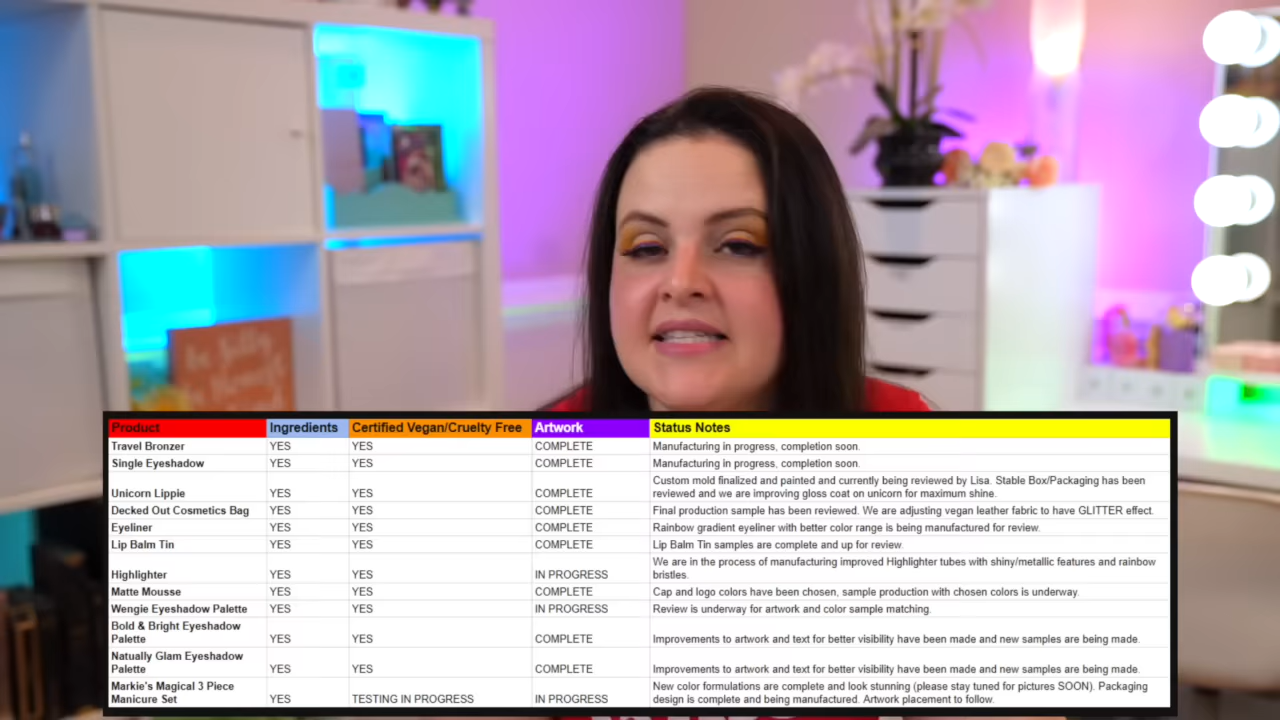 be silly
Product Ingredients Certified Vegan/Cruelty Free Artwork Status Notes
Travel Bronzer YES YES COMPLETE Manufacturing in progress, completion soon.
Single Eyeshadow YES YES COMPLETE Manufacturing in progress, completion soon.
Unicorn Lippie YES YES COMPLETE Custom mold finalized and painted and currently being reviewed by Lisa. Stable Box/Packaging has been
reviewed and we are improving gloss coat on unicorn for maximum shine.
Decked Out Cosmetics Bag YES YES COMPLETE Final production sample has been reviewed. We are adjusting vegan leather fabric to have GLITTER effect.
Eyeliner YES YES COMPLETE Rainbow gradient eyeliner with better color range is being manufactured for review.
Lip Balm Tin YES YES COMPLETE Lip Balm Tin samples are complete and up for review.
Highlighter YES YES IN PROGRESS We are in the process of manufacturing improved Highlighter tubes with shiny/metallic features and rainbow
bristles.
Matte Mousse YES YES COMPLETE Cap and logo colors have been chosen, sample production with chosen colors is underway.
Wengie Eyeshadow Palette YES YES IN PROGRESS Review is underway for artwork and color sample matching.
Bold & Bright Eyeshadow
Palette YES YES COMPLETE Improvements to artwork and text for better visibility have been made and new samples are being made.
Natually Glam Eyeshadow
Palette YES YES COMPLETE Improvements to artwork and text for better visibility have been made and new samples are being made.
Markie's Magical 3 Piece
Manicure Set YES TESTING IN PROGRESS IN PROGRESS New color formulations are complete and look stunning (please stay tuned for pictures SOON). Packaging
design is complete and being manufactured. Artwork placement to follow.